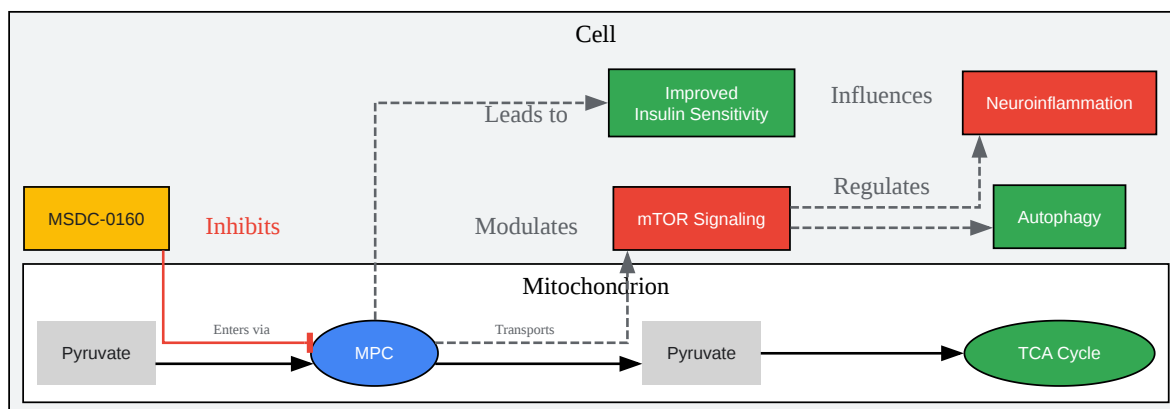 Cell
Improved
Insulin Sensitivity
Leads to
Influences
Neuroinflammation
MSDC-0160
Inhibits
Modulates
mTOR Signaling
Regulates
Autophagy
Mitochondrion
Pyruvate
Enters via
MPC
Transports
Pyruvate
TCA Cycle